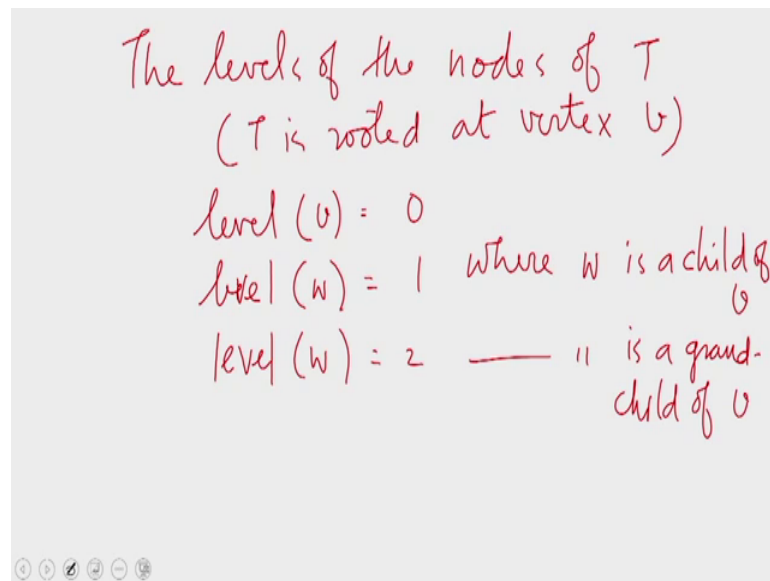 The levels of the nodes of T
(T is rooted at vertex v)
level (v) = 0
level (w) = 1 where w is a child of
v
level (w) = 2 —— " is a grand-
child of v